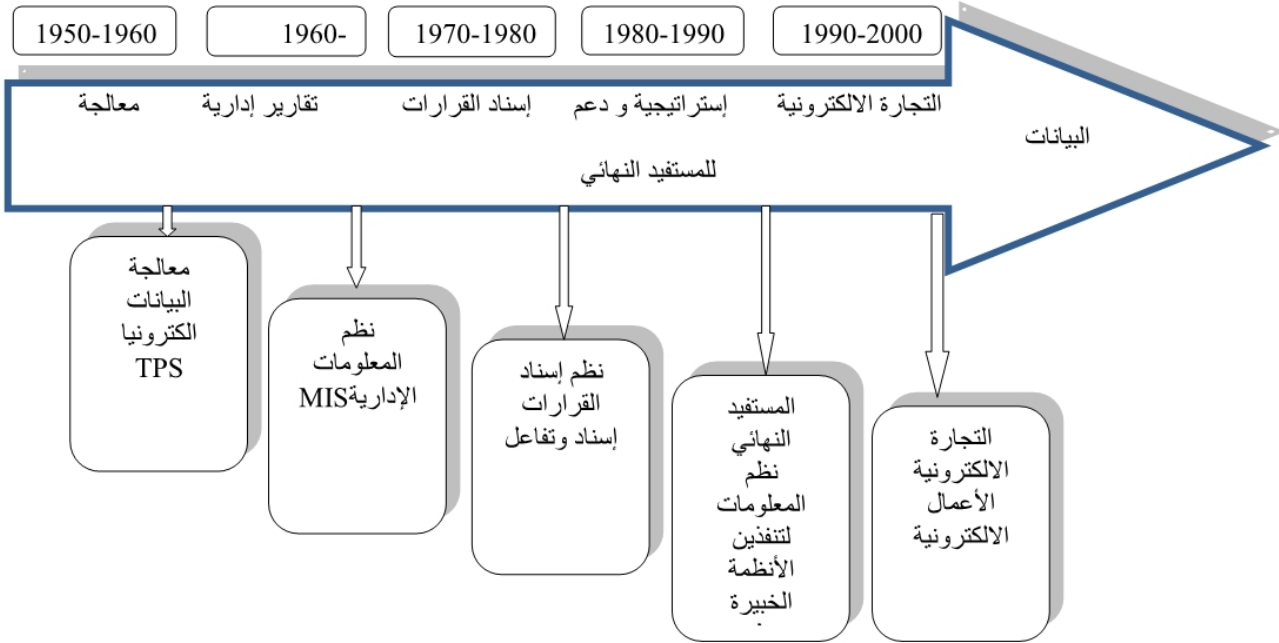 1950-1960
1960-
1970-1980
1980-1990
1990-2000
معالجة
تقارير إدارية
إسناد القرارات
إستراتيجية و دعم
التجارة الالكترونية
البيانات
للمستفيد النهائي
معالجة
البيانات
الكترونيا
TPS
نظم
المعلومات
الإداريةMIS
نظم إسناد
القرارات
إسناد وتفاعل
المستفيد
النهائي
نظم
المعلومات
لتنفذين
الأنظمة
الخبيرة
التجارة
الالكترونية
الأعمال
الالكترونية